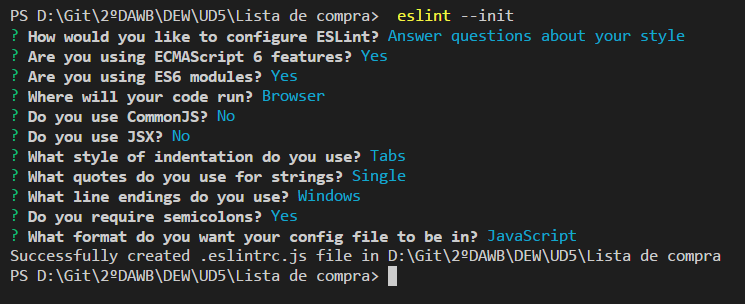 PS D:\Git\2ºDAWB\DEW\UD5\Lista de compra>  eslint --init
? How would you like to configure ESLint? Answer questions about your style
? Are you using ECMAScript 6 features? Yes
? Are you using ES6 modules? Yes
? Where will your code run? Browser
? Do you use CommonJS? No
? Do you use JSX? No
? What style of indentation do you use? Tabs
? What quotes do you use for strings? Single
? What line endings do you use? Windows
? Do you require semicolons? Yes
? What format do you want your config file to be in? JavaScript
Successfully created .eslintrc.js file in D:\Git\2ºDAWB\DEW\UD5\Lista de compra
PS D:\Git\2ºDAWB\DEW\UD5\Lista de compra>